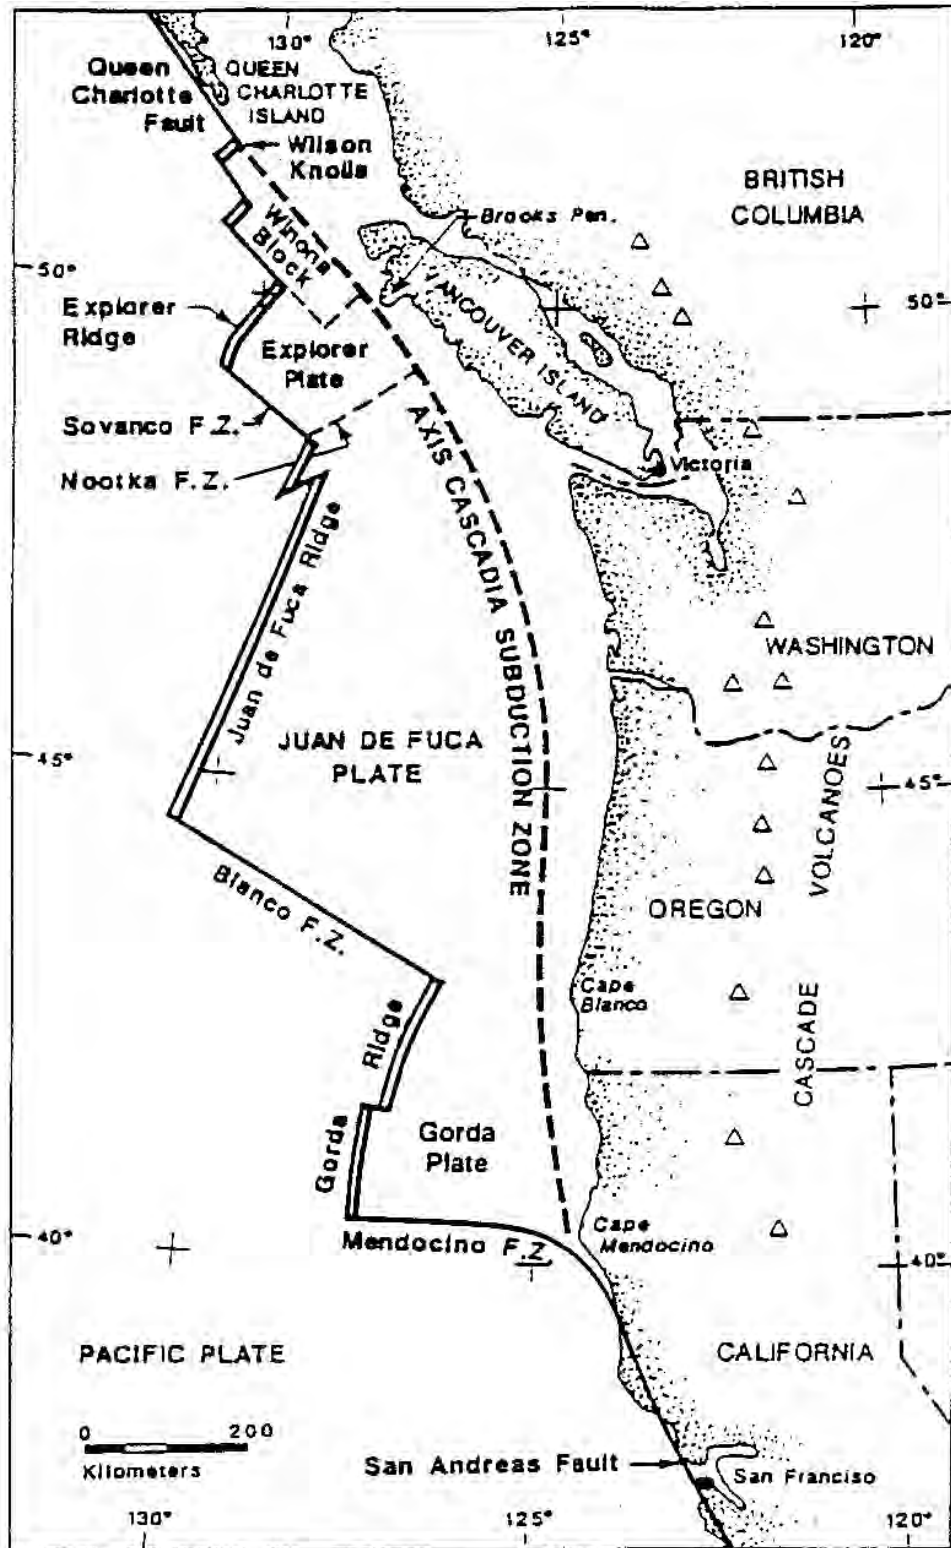 130°
125°
120°
Queen
Charlotte
Fault
QUEEN
CHARLOTTE
ISLAND
Wilson
Knolls
BRITISH
COLUMBIA
Brooks Pen.
Winona
Block
50°
50°
Explorer
Ridge
Explorer
Plate
VANCOUVER ISLAND
Sovanco F.Z.
Nootka F.Z.
Victoria
AXIS CASCADIA SUBDUCTION ZONE
Juan de Fuca Ridge
WASHINGTON
JUAN DE FUCA
PLATE
45°
45°
CASCADE VOLCANOES
Blanco F.Z.
OREGON
Cape
Blanco
Gorda Ridge
Gorda
Plate
40°
Mendocino F.Z.
Cape
Mendocino
40°
PACIFIC PLATE
CALIFORNIA
0 200
Kilometers
San Andreas Fault
San Franciso
130°
125°
120°